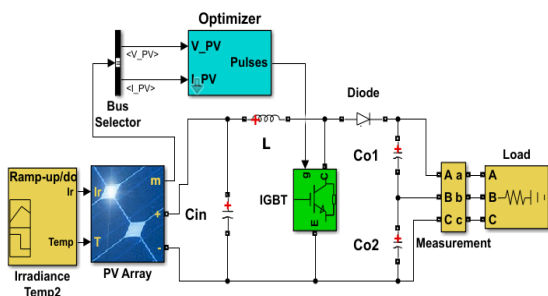 Optimizer
<V_PV>
<I_PV>
V_PV
I_PV
Pulses
Bus
Selector
Diode
L
Co1
Ramp-up/do
Ir
Temp
Ir
T
m
+
-
Irradiance
Temp2
PV Array
Cin
g
C
E
IGBT
Co2
A
B
C
a
b
c
Measurement
Load
A
B
C